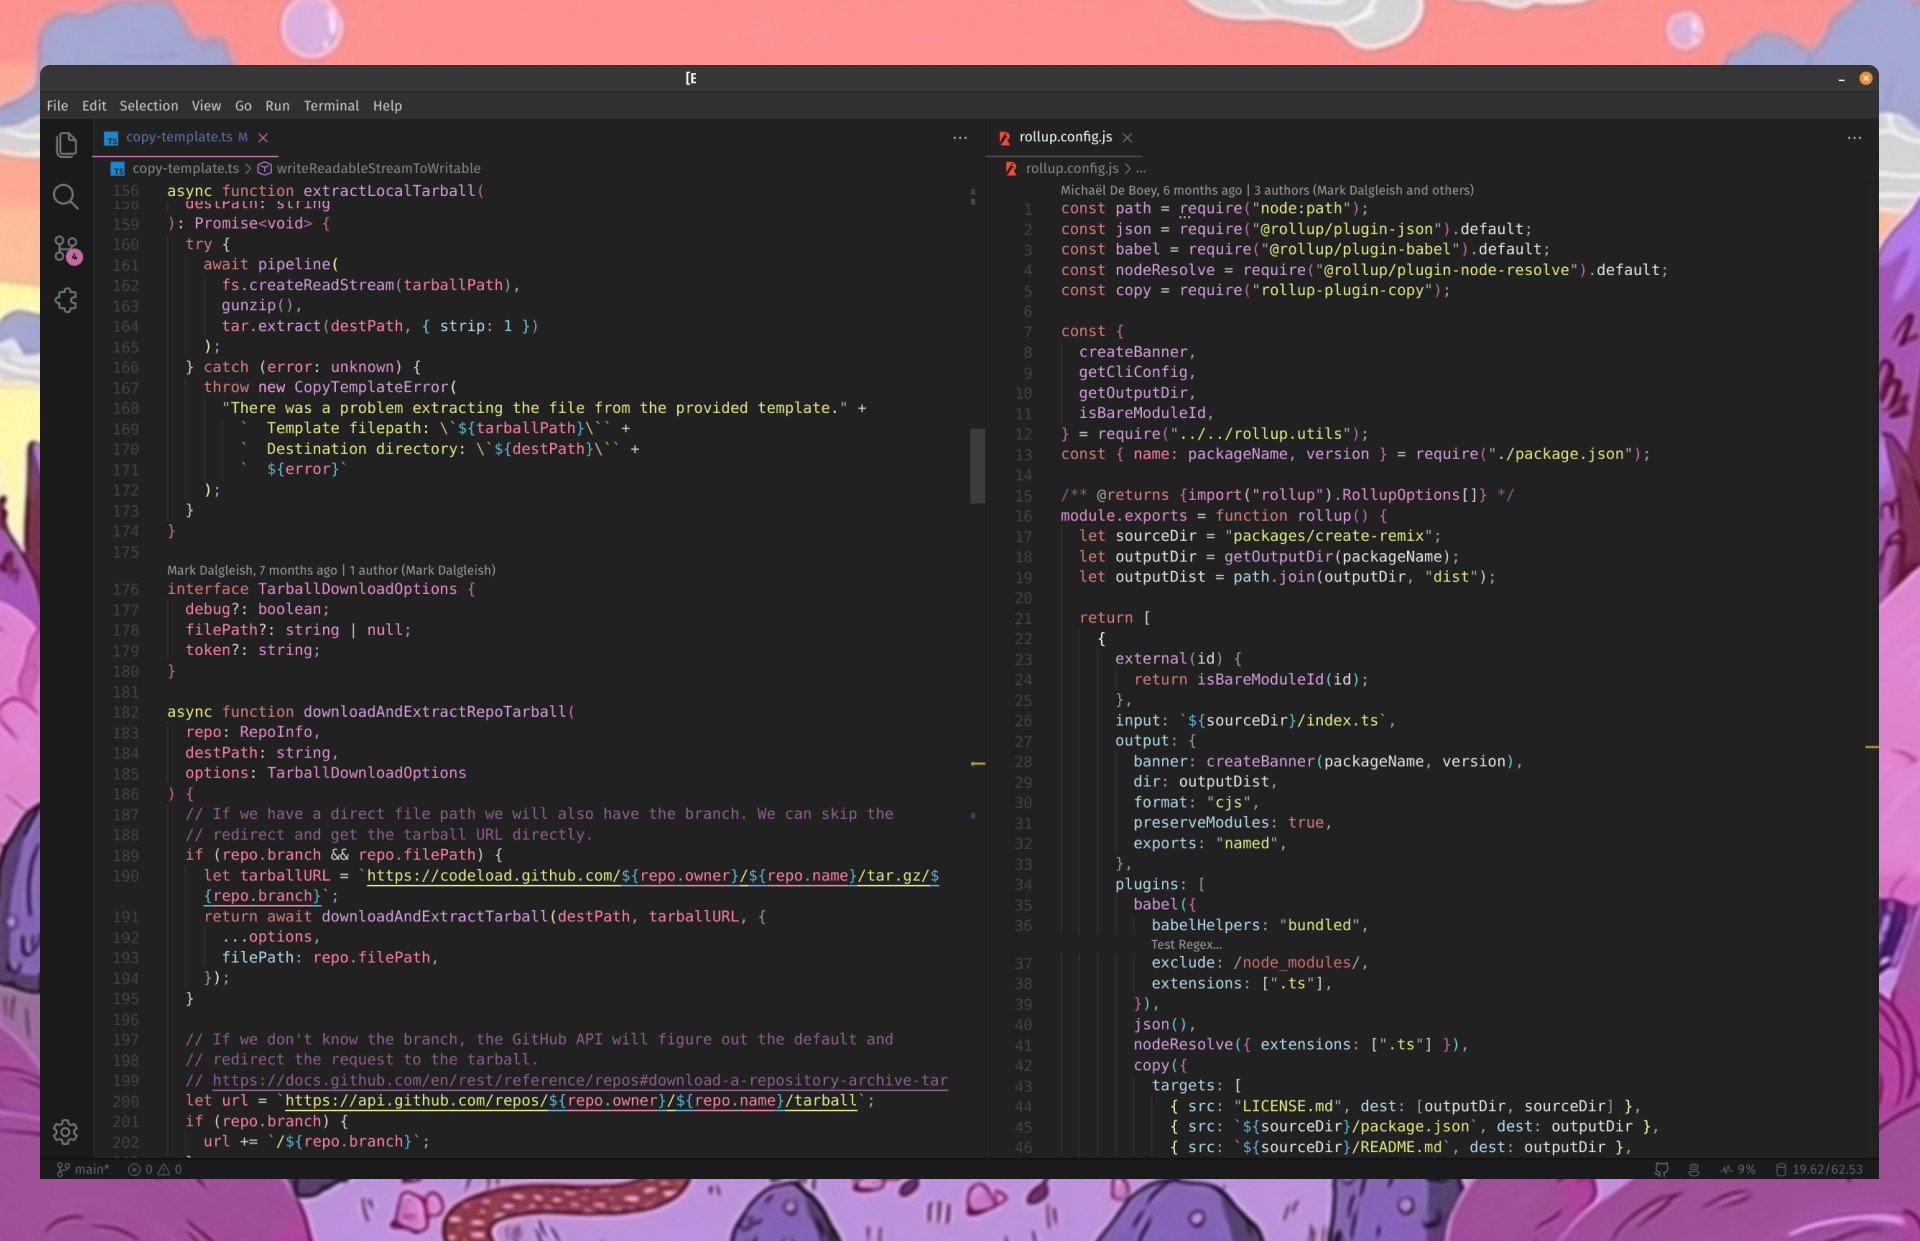 [E
File Edit Selection View Go Run Terminal Help
copy-template.ts M
copy-template.ts > writeReadableStreamToWritable
156 async function extractLocalTarball(
158 destPath: string
159 ): Promise<void> {
160 try {
161 await pipeline(
162 fs.createReadStream(tarballPath),
163 gunzip(),
164 tar.extract(destPath, { strip: 1 })
165 );
166 } catch (error: unknown) {
167 throw new CopyTemplateError(
168 "There was a problem extracting the file from the provided template." +
169 `  Template filepath: \`${tarballPath}\`` +
170 `  Destination directory: \`${destPath}\`` +
171 `  ${error}`
172 );
173 }
174 }
175
Mark Dalgleish, 7 months ago | 1 author (Mark Dalgleish)
176 interface TarballDownloadOptions {
177 debug?: boolean;
178 filePath?: string | null;
179 token?: string;
180 }
181
182 async function downloadAndExtractRepoTarball(
183 repo: RepoInfo,
184 destPath: string,
185 options: TarballDownloadOptions
186 ) {
187 // If we have a direct file path we will also have the branch. We can skip the
188 // redirect and get the tarball URL directly.
189 if (repo.branch && repo.filePath) {
190 let tarballURL = `https://codeload.github.com/${repo.owner}/${repo.name}/tar.gz/$
{repo.branch}`;
191 return await downloadAndExtractTarball(destPath, tarballURL, {
192 ...options,
193 filePath: repo.filePath,
194 });
195 }
196
197 // If we don't know the branch, the GitHub API will figure out the default and
198 // redirect the request to the tarball.
199 // https://docs.github.com/en/rest/reference/repos#download-a-repository-archive-tar
200 let url = `https://api.github.com/repos/${repo.owner}/${repo.name}/tarball`;
201 if (repo.branch) {
202 url += `/${repo.branch}`;
rollup.config.js
rollup.config.js > ...
Michaël De Boey, 6 months ago | 3 authors (Mark Dalgleish and others)
1 const path = require("node:path");
2 const json = require("@rollup/plugin-json").default;
3 const babel = require("@rollup/plugin-babel").default;
4 const nodeResolve = require("@rollup/plugin-node-resolve").default;
5 const copy = require("rollup-plugin-copy");
6
7 const {
8 createBanner,
9 getCliConfig,
10 getOutputDir,
11 isBareModuleId,
12 } = require("../../rollup.utils");
13 const { name: packageName, version } = require("./package.json");
14
15 /** @returns {import("rollup").RollupOptions[]} */
16 module.exports = function rollup() {
17 let sourceDir = "packages/create-remix";
18 let outputDir = getOutputDir(packageName);
19 let outputDist = path.join(outputDir, "dist");
20
21 return [
22 {
23 external(id) {
24 return isBareModuleId(id);
25 },
26 input: `${sourceDir}/index.ts`,
27 output: {
28 banner: createBanner(packageName, version),
29 dir: outputDist,
30 format: "cjs",
31 preserveModules: true,
32 exports: "named",
33 },
34 plugins: [
35 babel({
36 babelHelpers: "bundled",
Test Regex...
37 exclude: /node_modules/,
38 extensions: [".ts"],
39 }),
40 json(),
41 nodeResolve({ extensions: [".ts"] }),
42 copy({
43 targets: [
44 { src: "LICENSE.md", dest: [outputDir, sourceDir] },
45 { src: `${sourceDir}/package.json`, dest: outputDir },
46 { src: `${sourceDir}/README.md`, dest: outputDir },
4
main* 0 0
9% 19.62/62.53